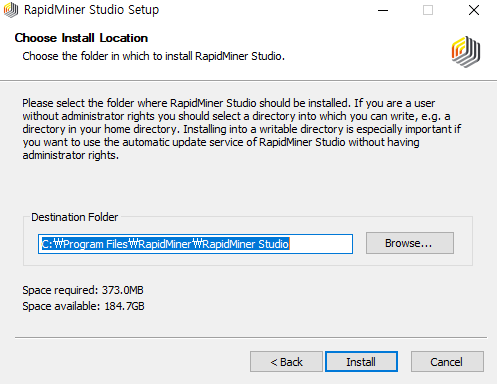 RapidMiner Studio Setup
Choose Install Location
Choose the folder in which to install RapidMiner Studio.
Please select the folder where RapidMiner Studio should be installed. If you are a user
without administrator rights you should select a directory into which you can write, e.g. a
directory in your home directory. Installing into a writable directory is especially important if
you want to use the automatic update service of RapidMiner Studio without having
administrator rights.
Destination Folder
C:₩Program Files₩RapidMiner₩RapidMiner Studio
Browse...
Space required: 373.0MB
Space available: 184.7GB
< Back
Install
Cancel